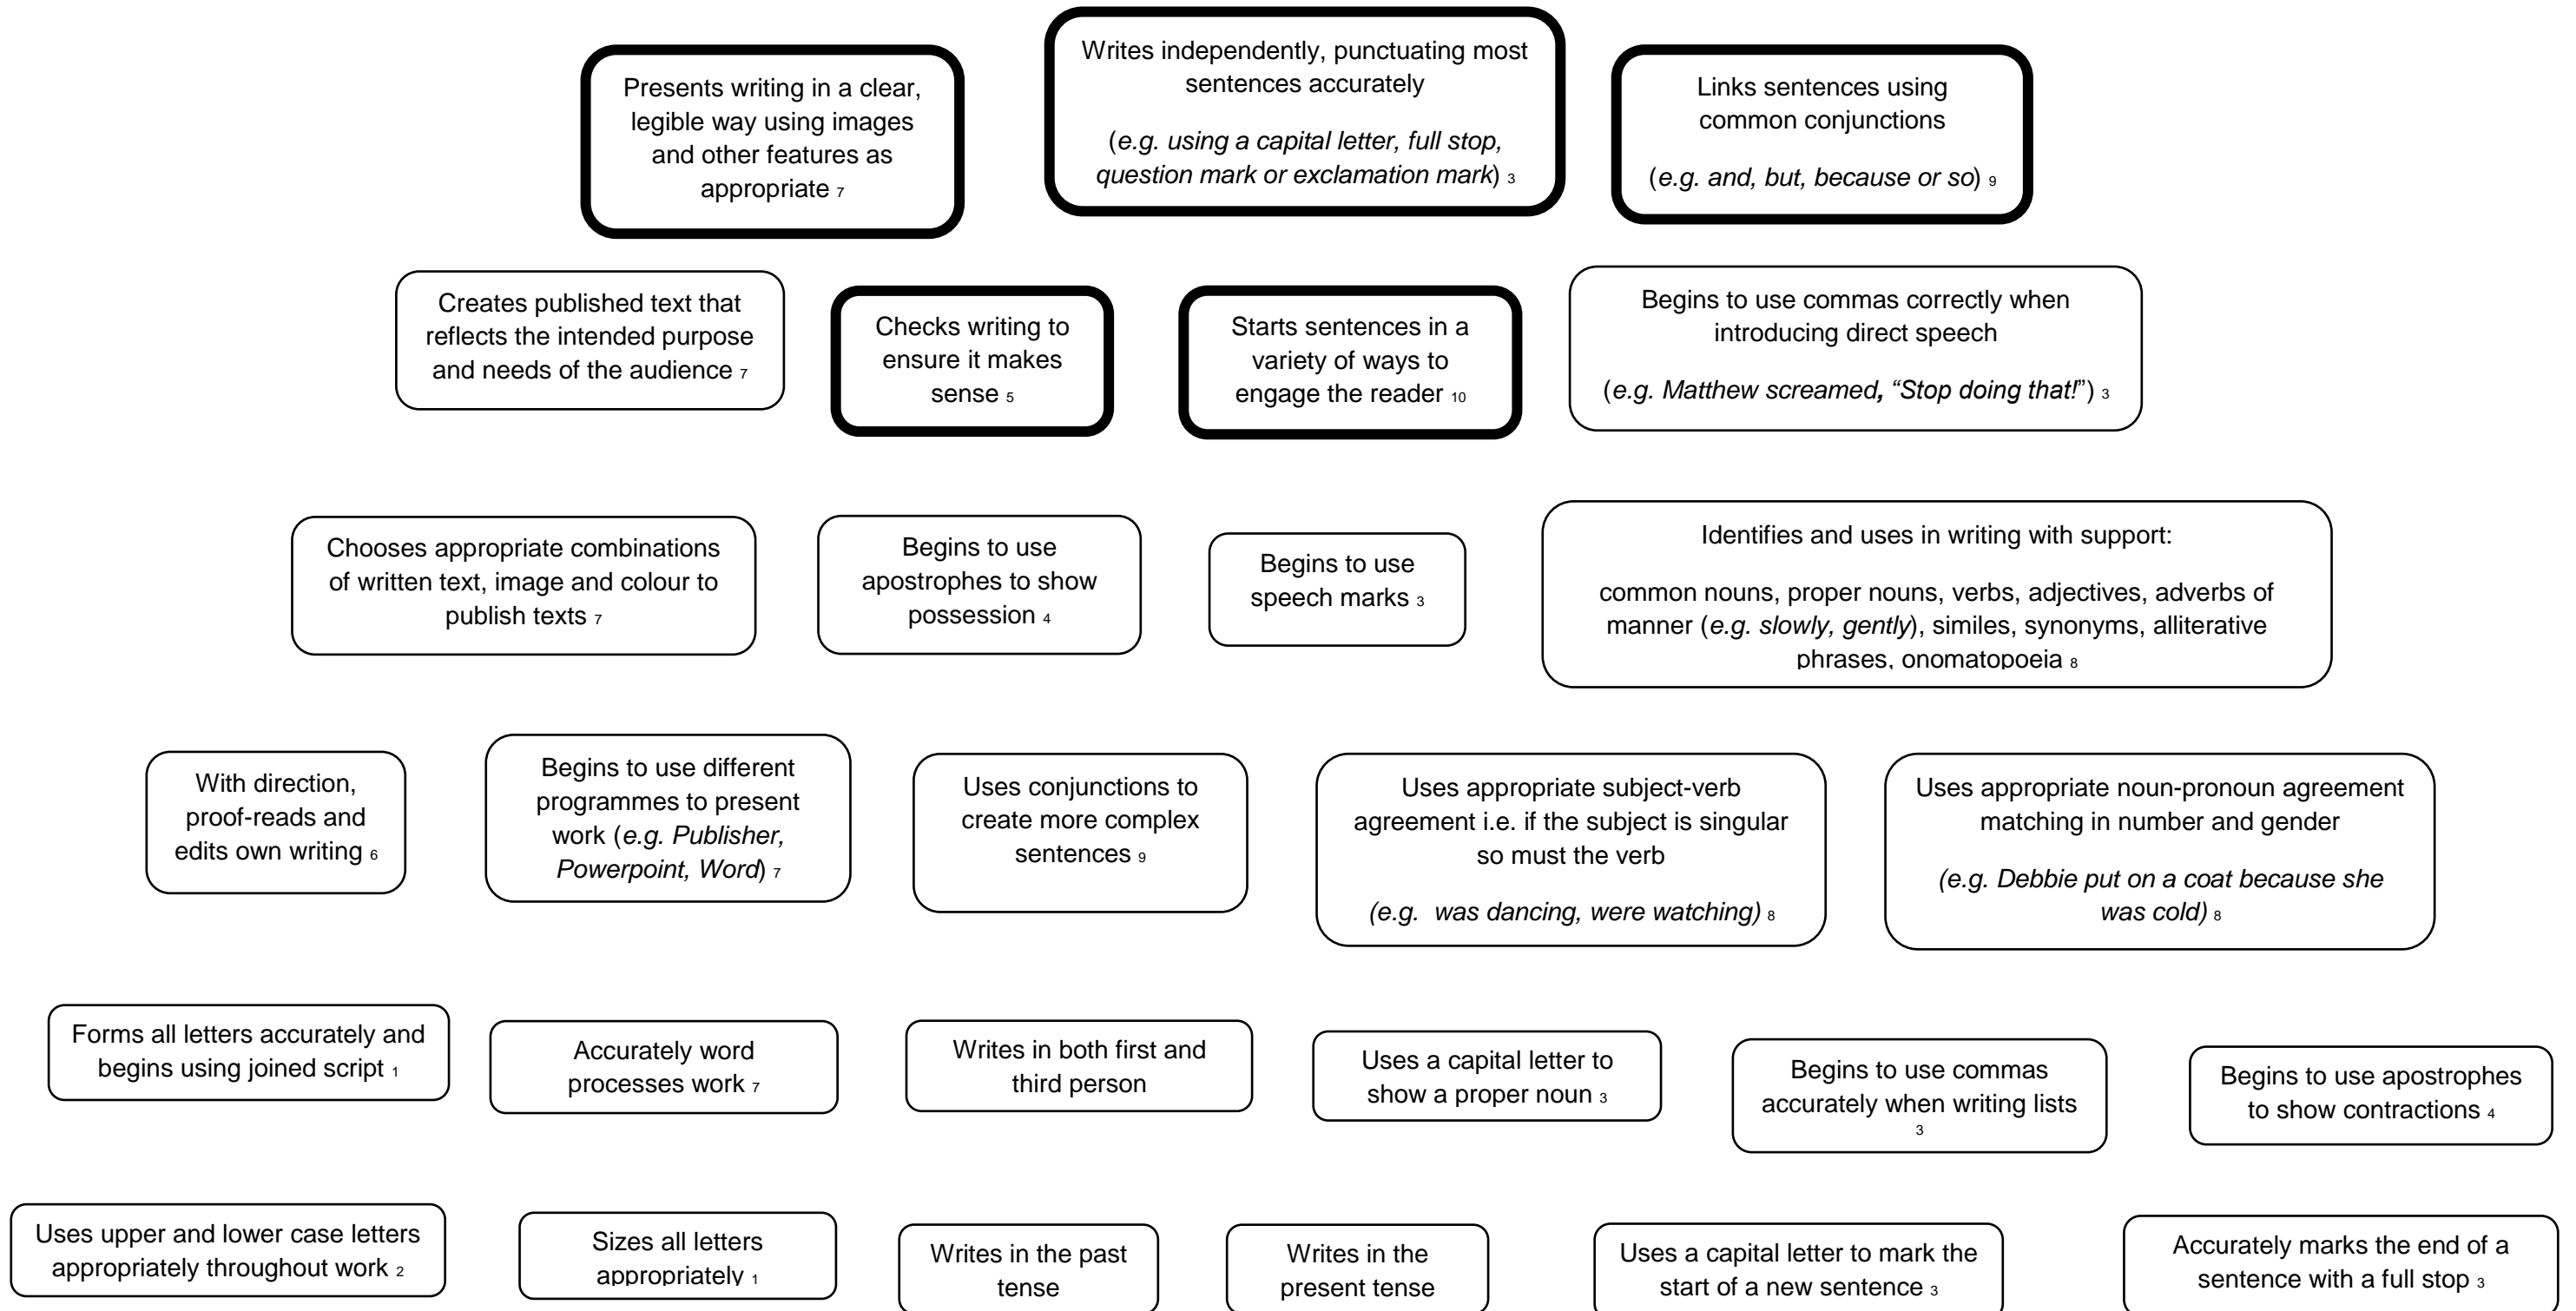 Presents writing in a clear,
legible way using images
and other features as
appropriate 7
Writes independently, punctuating most
sentences accurately
(e.g. using a capital letter, full stop,
question mark or exclamation mark) 3
Links sentences using
common conjunctions
(e.g. and, but, because or so) 9
Creates published text that
reflects the intended purpose
and needs of the audience 7
Checks writing to
ensure it makes
sense 5
Starts sentences in a
variety of ways to
engage the reader 10
Begins to use commas correctly when
introducing direct speech
(e.g. Matthew screamed, “Stop doing that!”) 3
Chooses appropriate combinations
of written text, image and colour to
publish texts 7
Begins to use
apostrophes to show
possession 4
Begins to use
speech marks 3
Identifies and uses in writing with support:
common nouns, proper nouns, verbs, adjectives, adverbs of
manner (e.g. slowly, gently), similes, synonyms, alliterative
phrases, onomatopoeia 8
With direction,
proof-reads and
edits own writing 6
Begins to use different
programmes to present
work (e.g. Publisher,
Powerpoint, Word) 7
Uses conjunctions to
create more complex
sentences 9
Uses appropriate subject-verb
agreement i.e. if the subject is singular
so must the verb
(e.g. was dancing, were watching) 8
Uses appropriate noun-pronoun agreement
matching in number and gender
(e.g. Debbie put on a coat because she
was cold) 8
Forms all letters accurately and
begins using joined script 1
Accurately word
processes work 7
Writes in both first and
third person
Uses a capital letter to
show a proper noun 3
Begins to use commas
accurately when writing lists
3
Begins to use apostrophes
to show contractions 4
Uses upper and lower case letters
appropriately throughout work 2
Sizes all letters
appropriately 1
Writes in the past
tense
Writes in the
present tense
Uses a capital letter to mark the
start of a new sentence 3
Accurately marks the end of a
sentence with a full stop 3